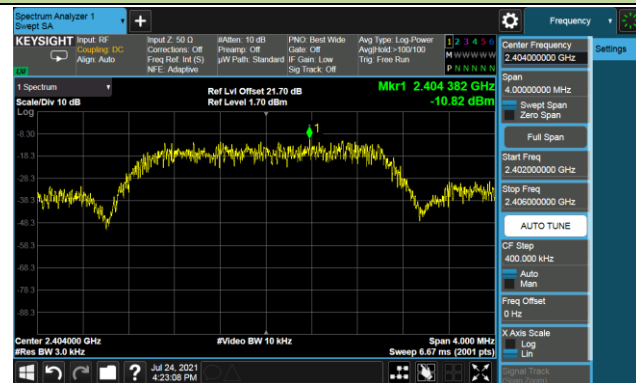 Spectrum Analyzer 1
Swept SA
+
Frequency
KEYSIGHT
Input: RF
Coupling: DC
Align: Auto
Input Z: 50 Ω
Corrections: Off
Freq Ref: Int (S)
NFE: Adaptive
#Atten: 10 dB
Preamp: Off
µW Path: Standard
PNO: Best Wide
Gate: Off
IF Gain: Low
Sig Track: Off
Avg Type: Log-Power
Avg|Hold >100/100
Trig: Free Run
1 2 3 4 5 6
M W W W W W
P N N N N N
1 Spectrum
Scale/Div 10 dB
Log
Ref Lvl Offset 21.70 dB
Ref Level 1.70 dBm
Mkr1 2.404 382 GHz
-10.82 dBm
1
-8.30
-18.3
-28.3
-38.3
-48.3
-58.3
-68.3
-78.3
-88.3
Center 2.404000 GHz
#Res BW 3.0 kHz
#Video BW 10 kHz
Span 4.000 MHz
Sweep 6.67 ms (2001 pts)
?
Jul 24, 2021
4:23:08 PM
Center Frequency
2.404000000 GHz
Span
4.00000000 MHz
Swept Span
Zero Span
Full Span
Start Freq
2.402000000 GHz
Stop Freq
2.406000000 GHz
AUTO TUNE
CF Step
400.000 kHz
Auto
Man
Freq Offset
0 Hz
X Axis Scale
Log
Lin
Signal Track
(Span Zoom)
Settings